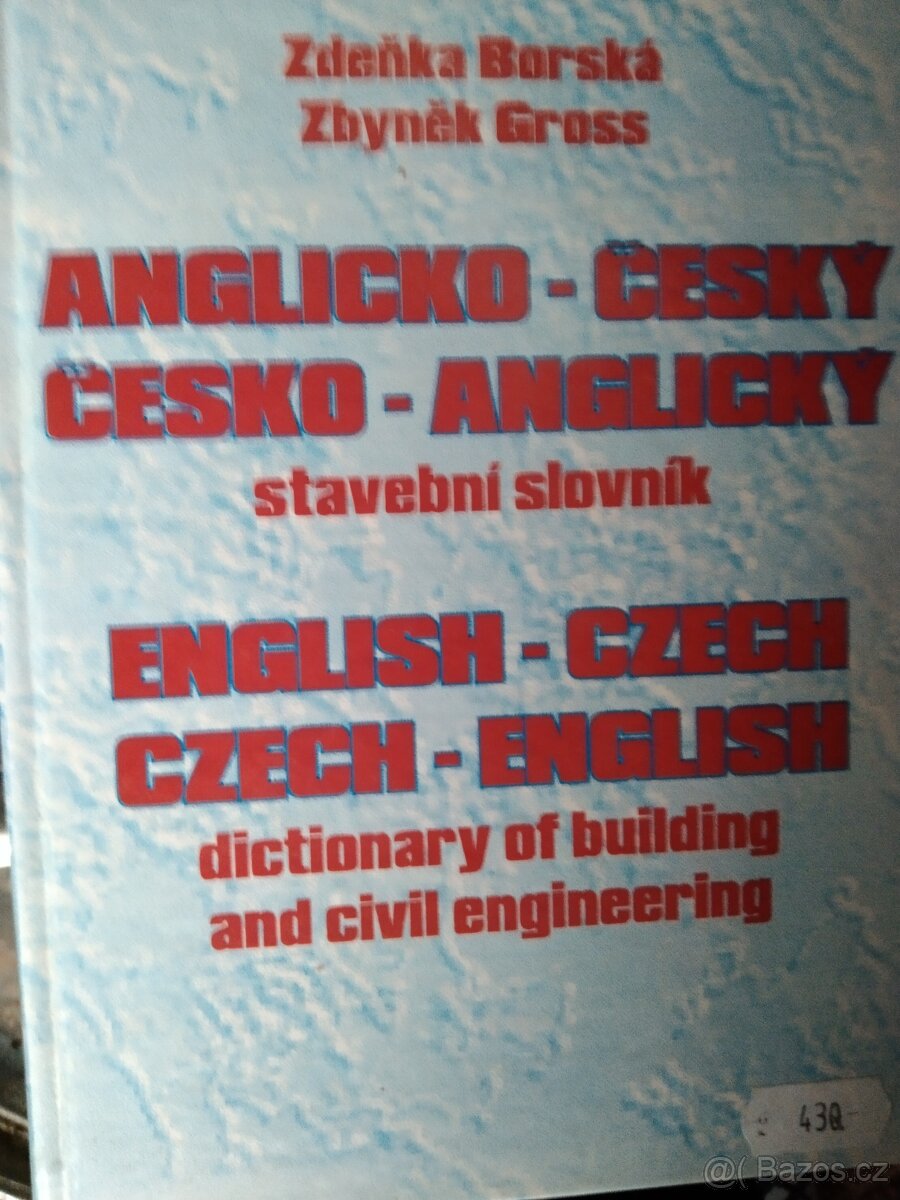 Zdeňka Borská
Zbyněk Gross
ANGLICKO - ČESKÝ
ČESKO - ANGLICKÝ
stavební slovník
ENGLISH - CZECH
CZECH - ENGLISH
dictionary of building
and civil engineering
430
@( Bazos.cz